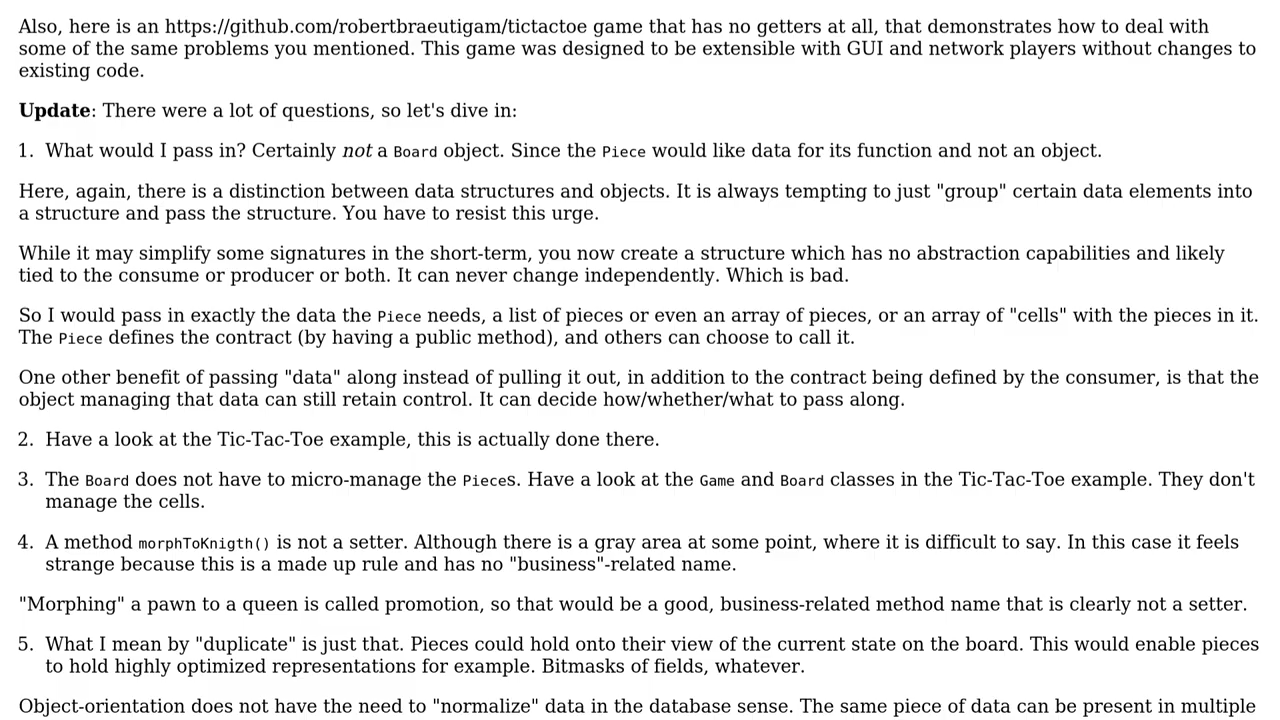 Also, here is an https://github.com/robertbraeutigam/tictactoe game that has no getters at all, that demonstrates how to deal with
some of the same problems you mentioned. This game was designed to be extensible with GUI and network players without changes to
existing code.
Update: There were a lot of questions, so let's dive in:
1. What would I pass in? Certainly not a Board object. Since the Piece would like data for its function and not an object.
Here, again, there is a distinction between data structures and objects. It is always tempting to just "group" certain data elements into
a structure and pass the structure. You have to resist this urge.
While it may simplify some signatures in the short-term, you now create a structure which has no abstraction capabilities and likely
tied to the consume or producer or both. It can never change independently. Which is bad.
So I would pass in exactly the data the Piece needs, a list of pieces or even an array of pieces, or an array of "cells" with the pieces in it.
The Piece defines the contract (by having a public method), and others can choose to call it.
One other benefit of passing "data" along instead of pulling it out, in addition to the contract being defined by the consumer, is that the
object managing that data can still retain control. It can decide how/whether/what to pass along.
2. Have a look at the Tic-Tac-Toe example, this is actually done there.
3. The Board does not have to micro-manage the Pieces. Have a look at the Game and Board classes in the Tic-Tac-Toe example. They don't
manage the cells.
4. A method morphToKnigth() is not a setter. Although there is a gray area at some point, where it is difficult to say. In this case it feels
strange because this is a made up rule and has no "business"-related name.
"Morphing" a pawn to a queen is called promotion, so that would be a good, business-related method name that is clearly not a setter.
5. What I mean by "duplicate" is just that. Pieces could hold onto their view of the current state on the board. This would enable pieces
to hold highly optimized representations for example. Bitmasks of fields, whatever.
Object-orientation does not have the need to "normalize" data in the database sense. The same piece of data can be present in multiple